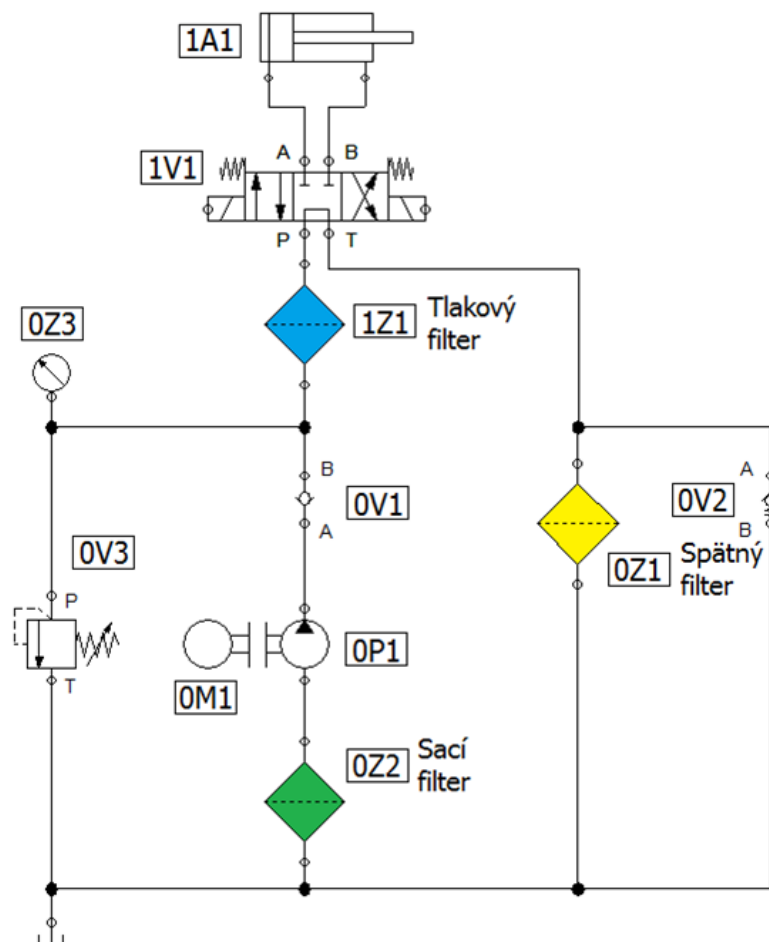 1A1
A B
1V1
P T
0Z3
1Z1
Tlakový
filter
B
0V1
A
A
0V2
B
0V3
0Z1
Spätný
filter
P
T
0M1
0P1
0Z2
Sací
filter